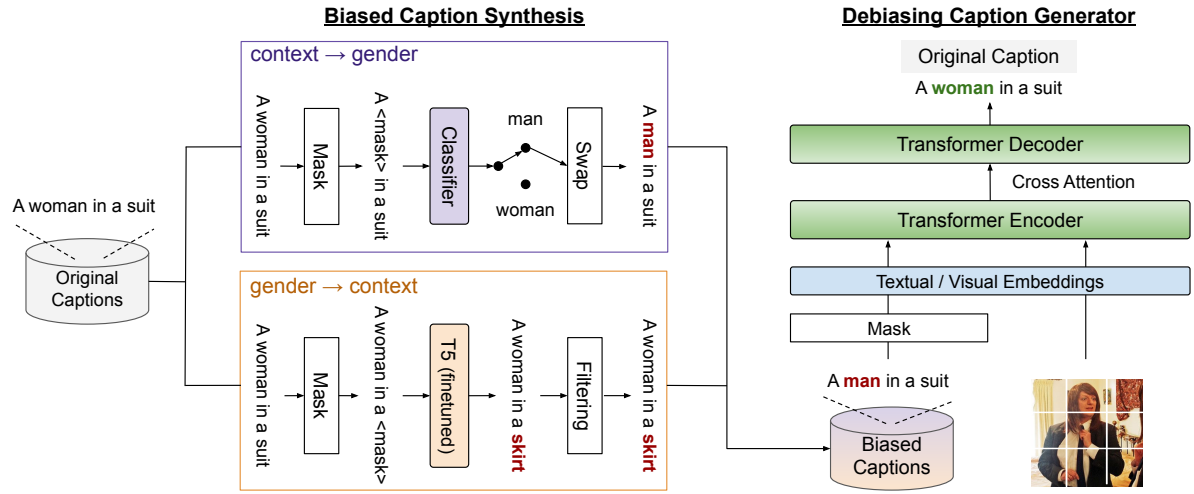 Biased Caption Synthesis
Debiasing Caption Generator
context → gender
A woman in a suit
Mask
A <mask> in a suit
Classifier
man
woman
Swap
A man in a suit
A woman in a suit
Original
Captions
gender → context
A woman in a suit
Mask
A woman in a <mask>
T5 (finetuned)
A woman in a skirt
Filtering
A woman in a skirt
Original Caption
A woman in a suit
Transformer Decoder
Cross Attention
Transformer Encoder
Textual / Visual Embeddings
Mask
A man in a suit
Biased
Captions